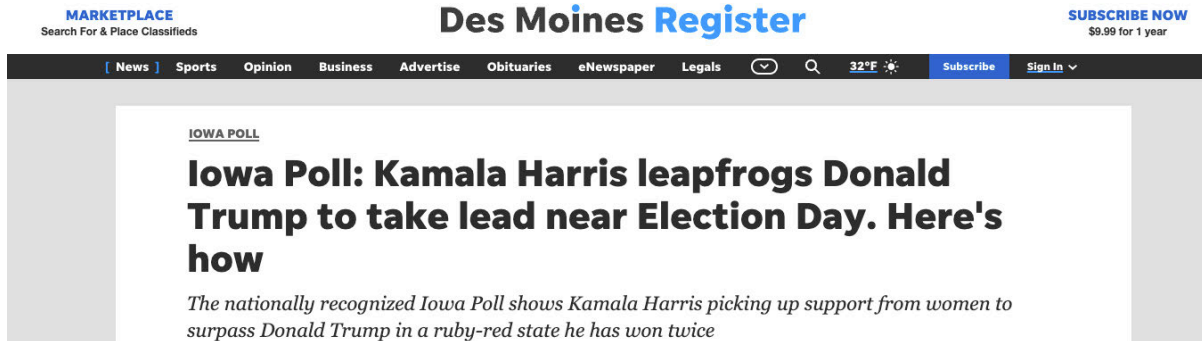 MARKETPLACE
Search For & Place Classifieds
Des Moines Register
SUBSCRIBE NOW
$9.99 for 1 year
[ News ] Sports Opinion Business Advertise Obituaries eNewspaper Legals 32°F Subscribe Sign In
IOWA POLL
Iowa Poll: Kamala Harris leapfrogs Donald
Trump to take lead near Election Day. Here's
how
The nationally recognized Iowa Poll shows Kamala Harris picking up support from women to
surpass Donald Trump in a ruby-red state he has won twice